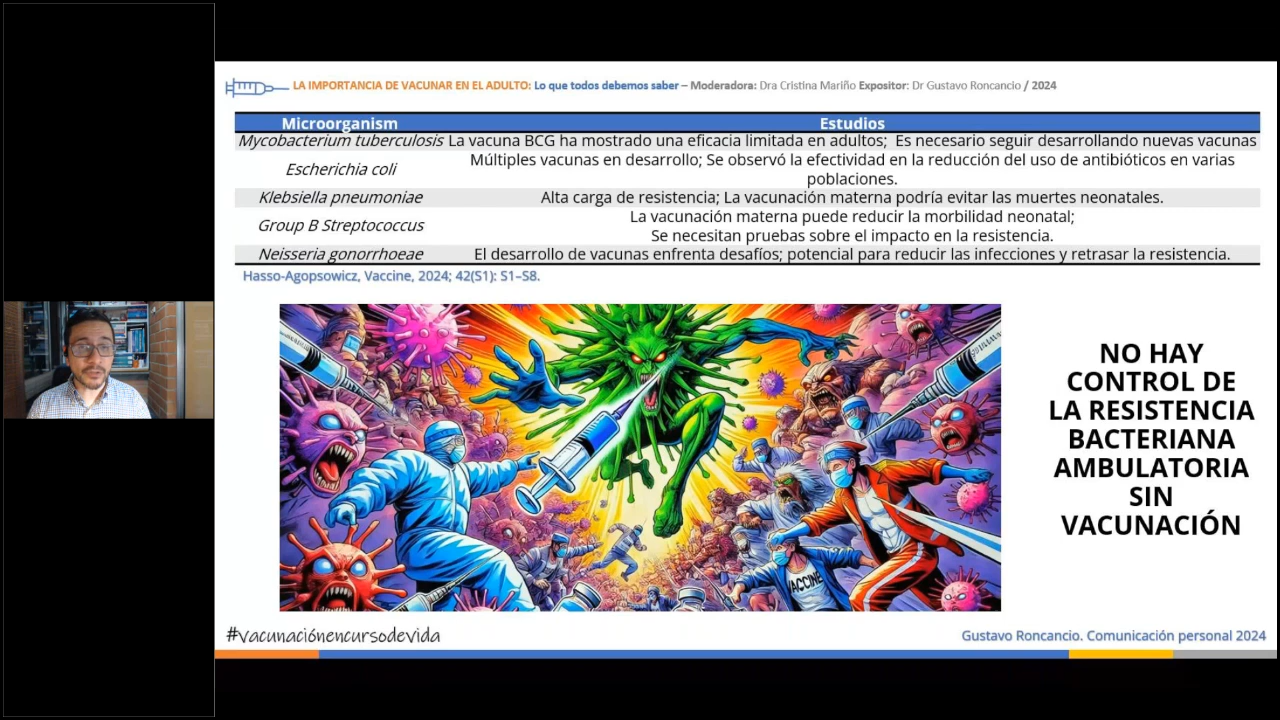 LA IMPORTANCIA DE VACUNAR EN EL ADULTO: Lo que todos debemos saber – Moderadora: Dra Cristina Mariño Expositor: Dr Gustavo Roncancio / 2024
Microorganism Estudios
Mycobacterium tuberculosis La vacuna BCG ha mostrado una eficacia limitada en adultos; Es necesario seguir desarrollando nuevas vacunas
Escherichia coli Múltiples vacunas en desarrollo; Se observó la efectividad en la reducción del uso de antibióticos en varias
poblaciones.
Klebsiella pneumoniae Alta carga de resistencia; La vacunación materna podría evitar las muertes neonatales.
Group B Streptococcus La vacunación materna puede reducir la morbilidad neonatal;
Se necesitan pruebas sobre el impacto en la resistencia.
Neisseria gonorrhoeae El desarrollo de vacunas enfrenta desafíos; potencial para reducir las infecciones y retrasar la resistencia.
Hasso-Agopsowicz, Vaccine, 2024; 42(S1): S1–S8.
NO HAY
CONTROL DE
LA RESISTENCIA
BACTERIANA
AMBULATORIA
SIN
VACUNACIÓN
VACCINE
#vacunaciónencursodevida
Gustavo Roncancio. Comunicación personal 2024